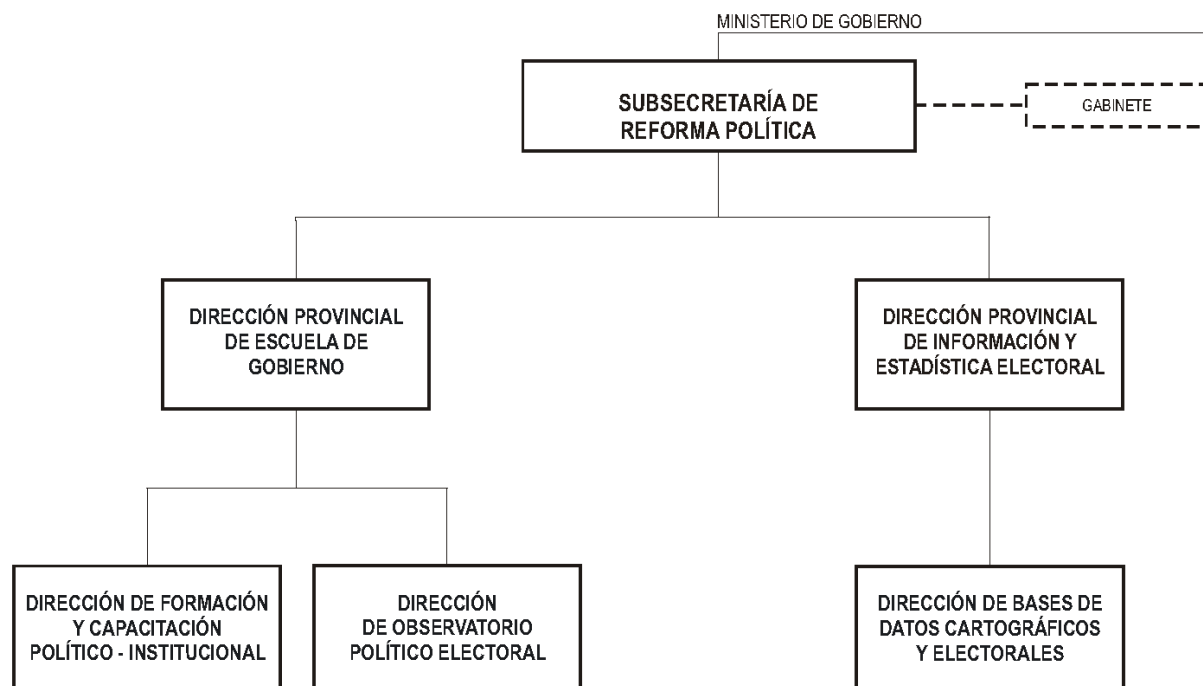 MINISTERIO DE GOBIERNO
SUBSECRETARÍA DE
REFORMA POLÍTICA
GABINETE
DIRECCIÓN PROVINCIAL
DE ESCUELA DE
GOBIERNO
DIRECCIÓN PROVINCIAL
DE INFORMACIÓN Y
ESTADÍSTICA ELECTORAL
DIRECCIÓN DE FORMACIÓN
Y CAPACITACIÓN
POLÍTICO - INSTITUCIONAL
DIRECCIÓN
DE OBSERVATORIO
POLÍTICO ELECTORAL
DIRECCIÓN DE BASES DE
DATOS CARTOGRÁFICOS
Y ELECTORALES